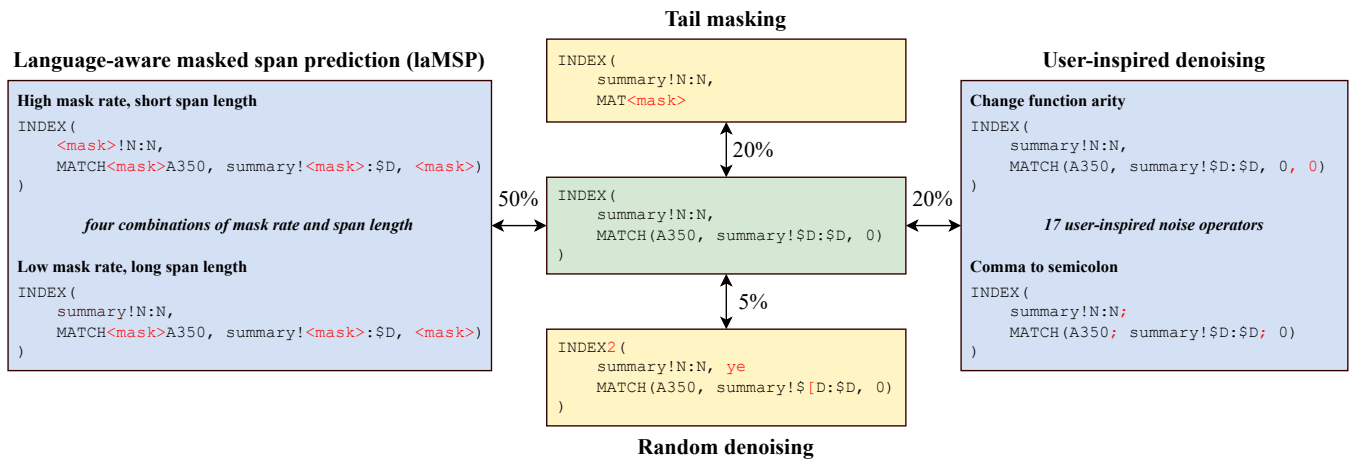 Tail masking
INDEX(
summary!N:N,
MAT<mask>
20%
Language-aware masked span prediction (laMSP)
High mask rate, short span length
INDEX(
<mask>!N:N,
MATCH<mask>A350, summary!<mask>:$D, <mask>)
)
four combinations of mask rate and span length
Low mask rate, long span length
INDEX(
summary!N:N,
MATCH<mask>A350, summary!<mask>:$D, <mask>)
)
50%
INDEX(
summary!N:N,
MATCH(A350, summary!$D:$D, 0)
)
20%
User-inspired denoising
Change function arity
INDEX(
summary!N:N,
MATCH(A350, summary!$D:$D, 0, 0)
)
17 user-inspired noise operators
Comma to semicolon
INDEX(
summary!N:N;
MATCH(A350; summary!$D:$D; 0)
)
5%
INDEX2(
summary!N:N, ye
MATCH(A350, summary!$[D:$D, 0)
)
Random denoising